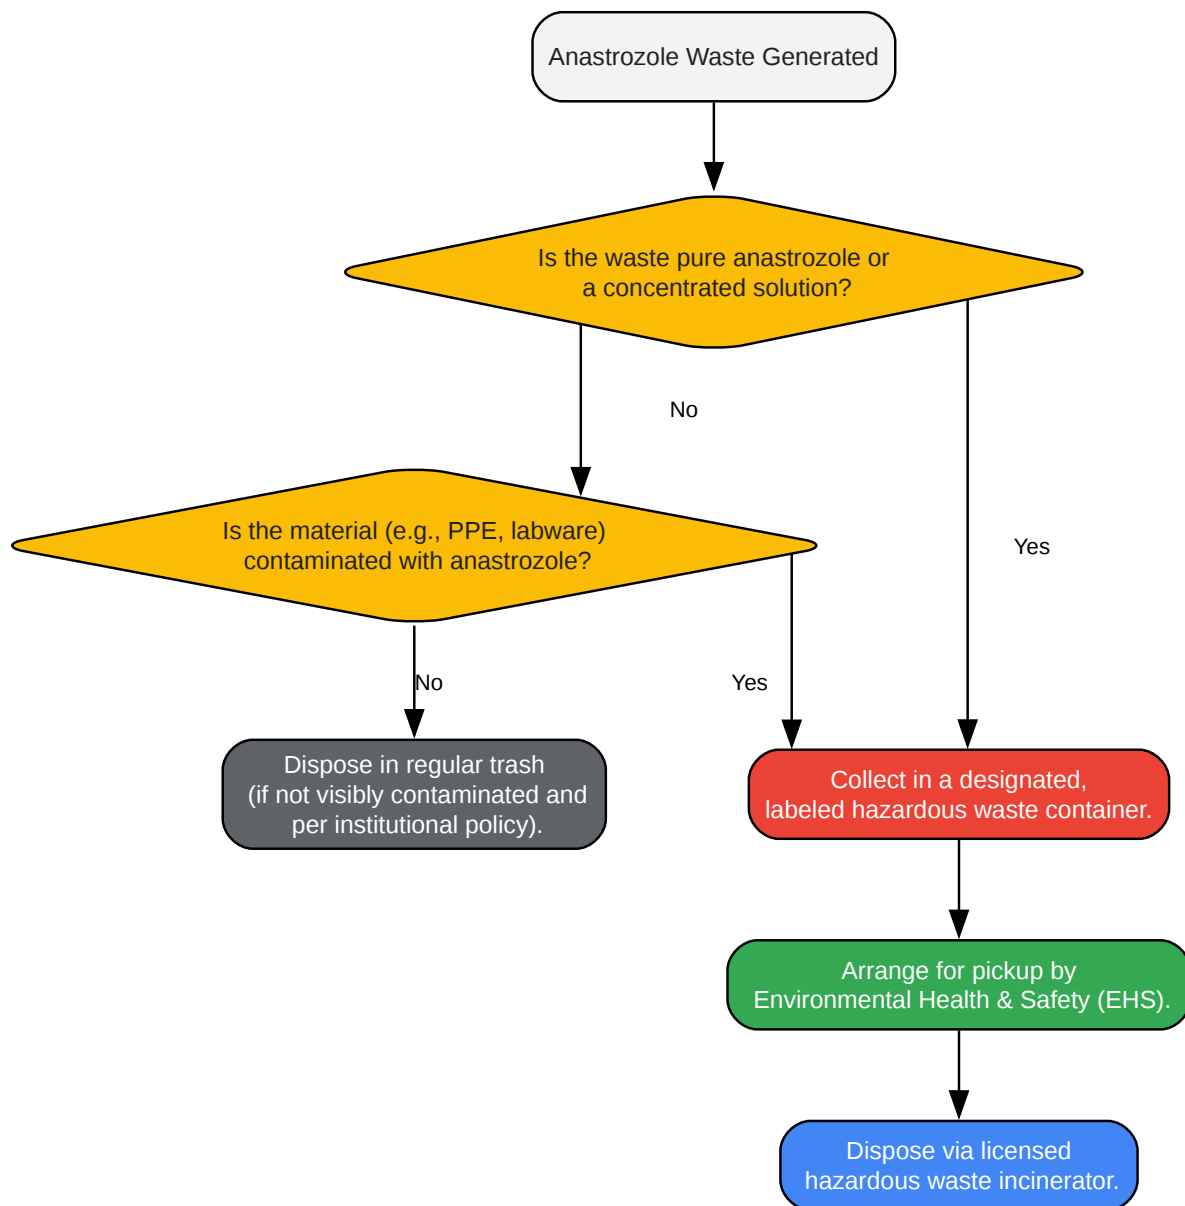 Anastrozole Waste Generated
Is the waste pure anastrozole or
a concentrated solution?
No
Is the material (e.g., PPE, labware)
contaminated with anastrozole?
Yes
No
Yes
Dispose in regular trash
(if not visibly contaminated and
per institutional policy).
Collect in a designated,
labeled hazardous waste container.
Arrange for pickup by
Environmental Health & Safety (EHS).
Dispose via licensed
hazardous waste incinerator.